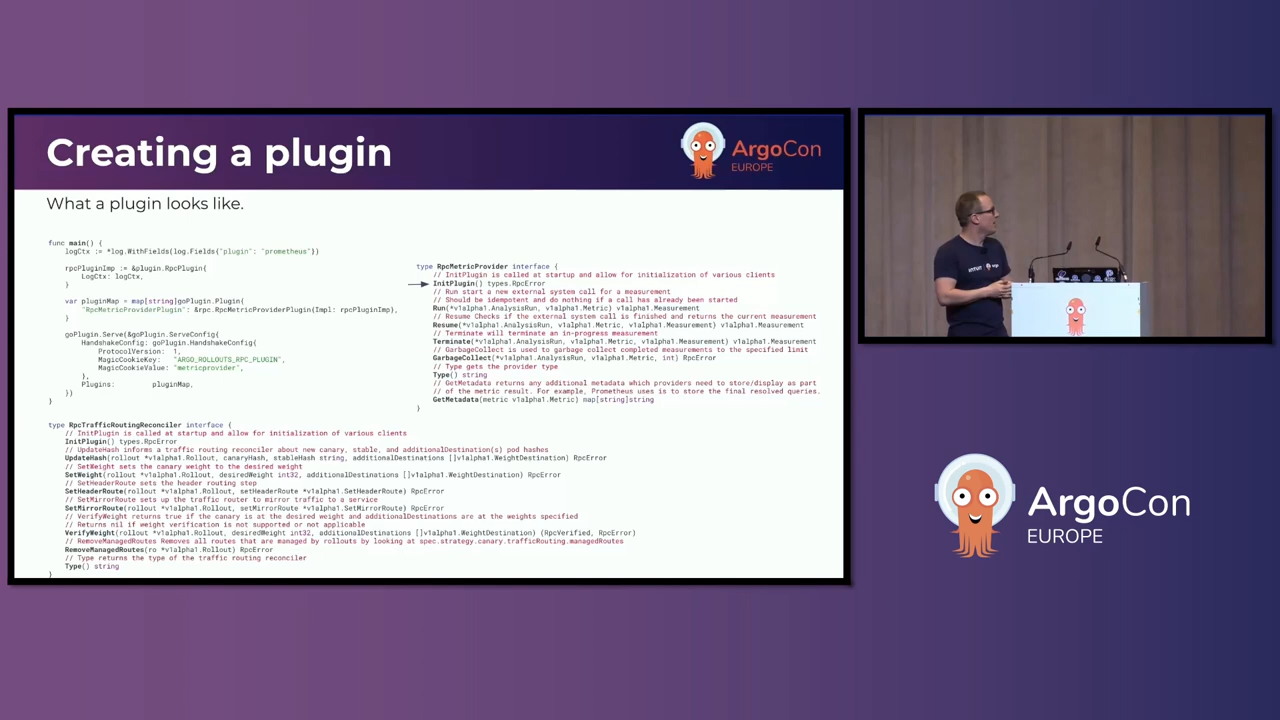 Creating a plugin
ArgoCon
EUROPE
What a plugin looks like.
func main() {
logCtx := *log.WithFields(log.Fields{"plugin": "prometheus"})
rpcPluginImp := &plugin.RpcPlugin{
LogCtx: logCtx,
}
var pluginMap = map[string]goPlugin.Plugin{
"RpcMetricProviderPlugin": &rpc.RpcMetricProviderPlugin{Impl: rpcPluginImp},
}
goPlugin.Serve(&goPlugin.ServeConfig{
HandshakeConfig: goPlugin.HandshakeConfig{
ProtocolVersion: 1,
MagicCookieKey: "ARGO_ROLLOUTS_RPC_PLUGIN",
MagicCookieValue: "metricprovider",
},
Plugins: pluginMap,
})
}
type RpcMetricProvider interface {
// InitPlugin is called at startup and allow for initialization of various clients
InitPlugin() types.RpcError
// Run start a new external system call for a measurement
// Should be idempotent and do nothing if a call has already been started
Run(*v1alpha1.AnalysisRun, v1alpha1.Metric) v1alpha1.Measurement
// Resume Checks if the external system call is finished and returns the current measurement
Resume(*v1alpha1.AnalysisRun, v1alpha1.Metric, v1alpha1.Measurement) v1alpha1.Measurement
// Terminate will terminate an in-progress measurement
Terminate(*v1alpha1.AnalysisRun, v1alpha1.Metric, v1alpha1.Measurement) v1alpha1.Measurement
// GarbageCollect is used to garbage collect completed measurements to the specified limit
GarbageCollect(*v1alpha1.AnalysisRun, v1alpha1.Metric, int) RpcError
// Type gets the provider type
Type() string
// GetMetadata returns any additional metadata which providers need to store/display as part
// of the metric result. For example, Prometheus uses is to store the final resolved queries.
GetMetadata(metric v1alpha1.Metric) map[string]string
}
type RpcTrafficRoutingReconciler interface {
// InitPlugin is called at startup and allow for initialization of various clients
InitPlugin() types.RpcError
// UpdateHash informs a traffic routing reconciler about new canary, stable, and additionalDestination(s) pod hashes
UpdateHash(rollout *v1alpha1.Rollout, canaryHash, stableHash string, additionalDestinations []v1alpha1.WeightDestination) RpcError
// SetWeight sets the canary weight to the desired weight
SetWeight(rollout *v1alpha1.Rollout, desiredWeight int32, additionalDestinations []v1alpha1.WeightDestination) RpcError
// SetHeaderRoute sets the header routing step
SetHeaderRoute(rollout *v1alpha1.Rollout, setHeaderRoute *v1alpha1.SetHeaderRoute) RpcError
// SetMirrorRoute sets up the traffic router to mirror traffic to a service
SetMirrorRoute(rollout *v1alpha1.Rollout, setMirrorRoute *v1alpha1.SetMirrorRoute) RpcError
// VerifyWeight returns true if the canary is at the desired weight and additionalDestinations are at the weights specified
// Returns nil if weight verification is not supported or not applicable
VerifyWeight(rollout *v1alpha1.Rollout, desiredWeight int32, additionalDestinations []v1alpha1.WeightDestination) (RpcVerified, RpcError)
// RemoveManagedRoutes Removes all routes that are managed by rollouts by looking at spec.strategy.canary.trafficRouting.managedRoutes
RemoveManagedRoutes(ro *v1alpha1.Rollout) RpcError
// Type returns the type of the traffic routing reconciler
Type() string
}
ArgoCon
EUROPE